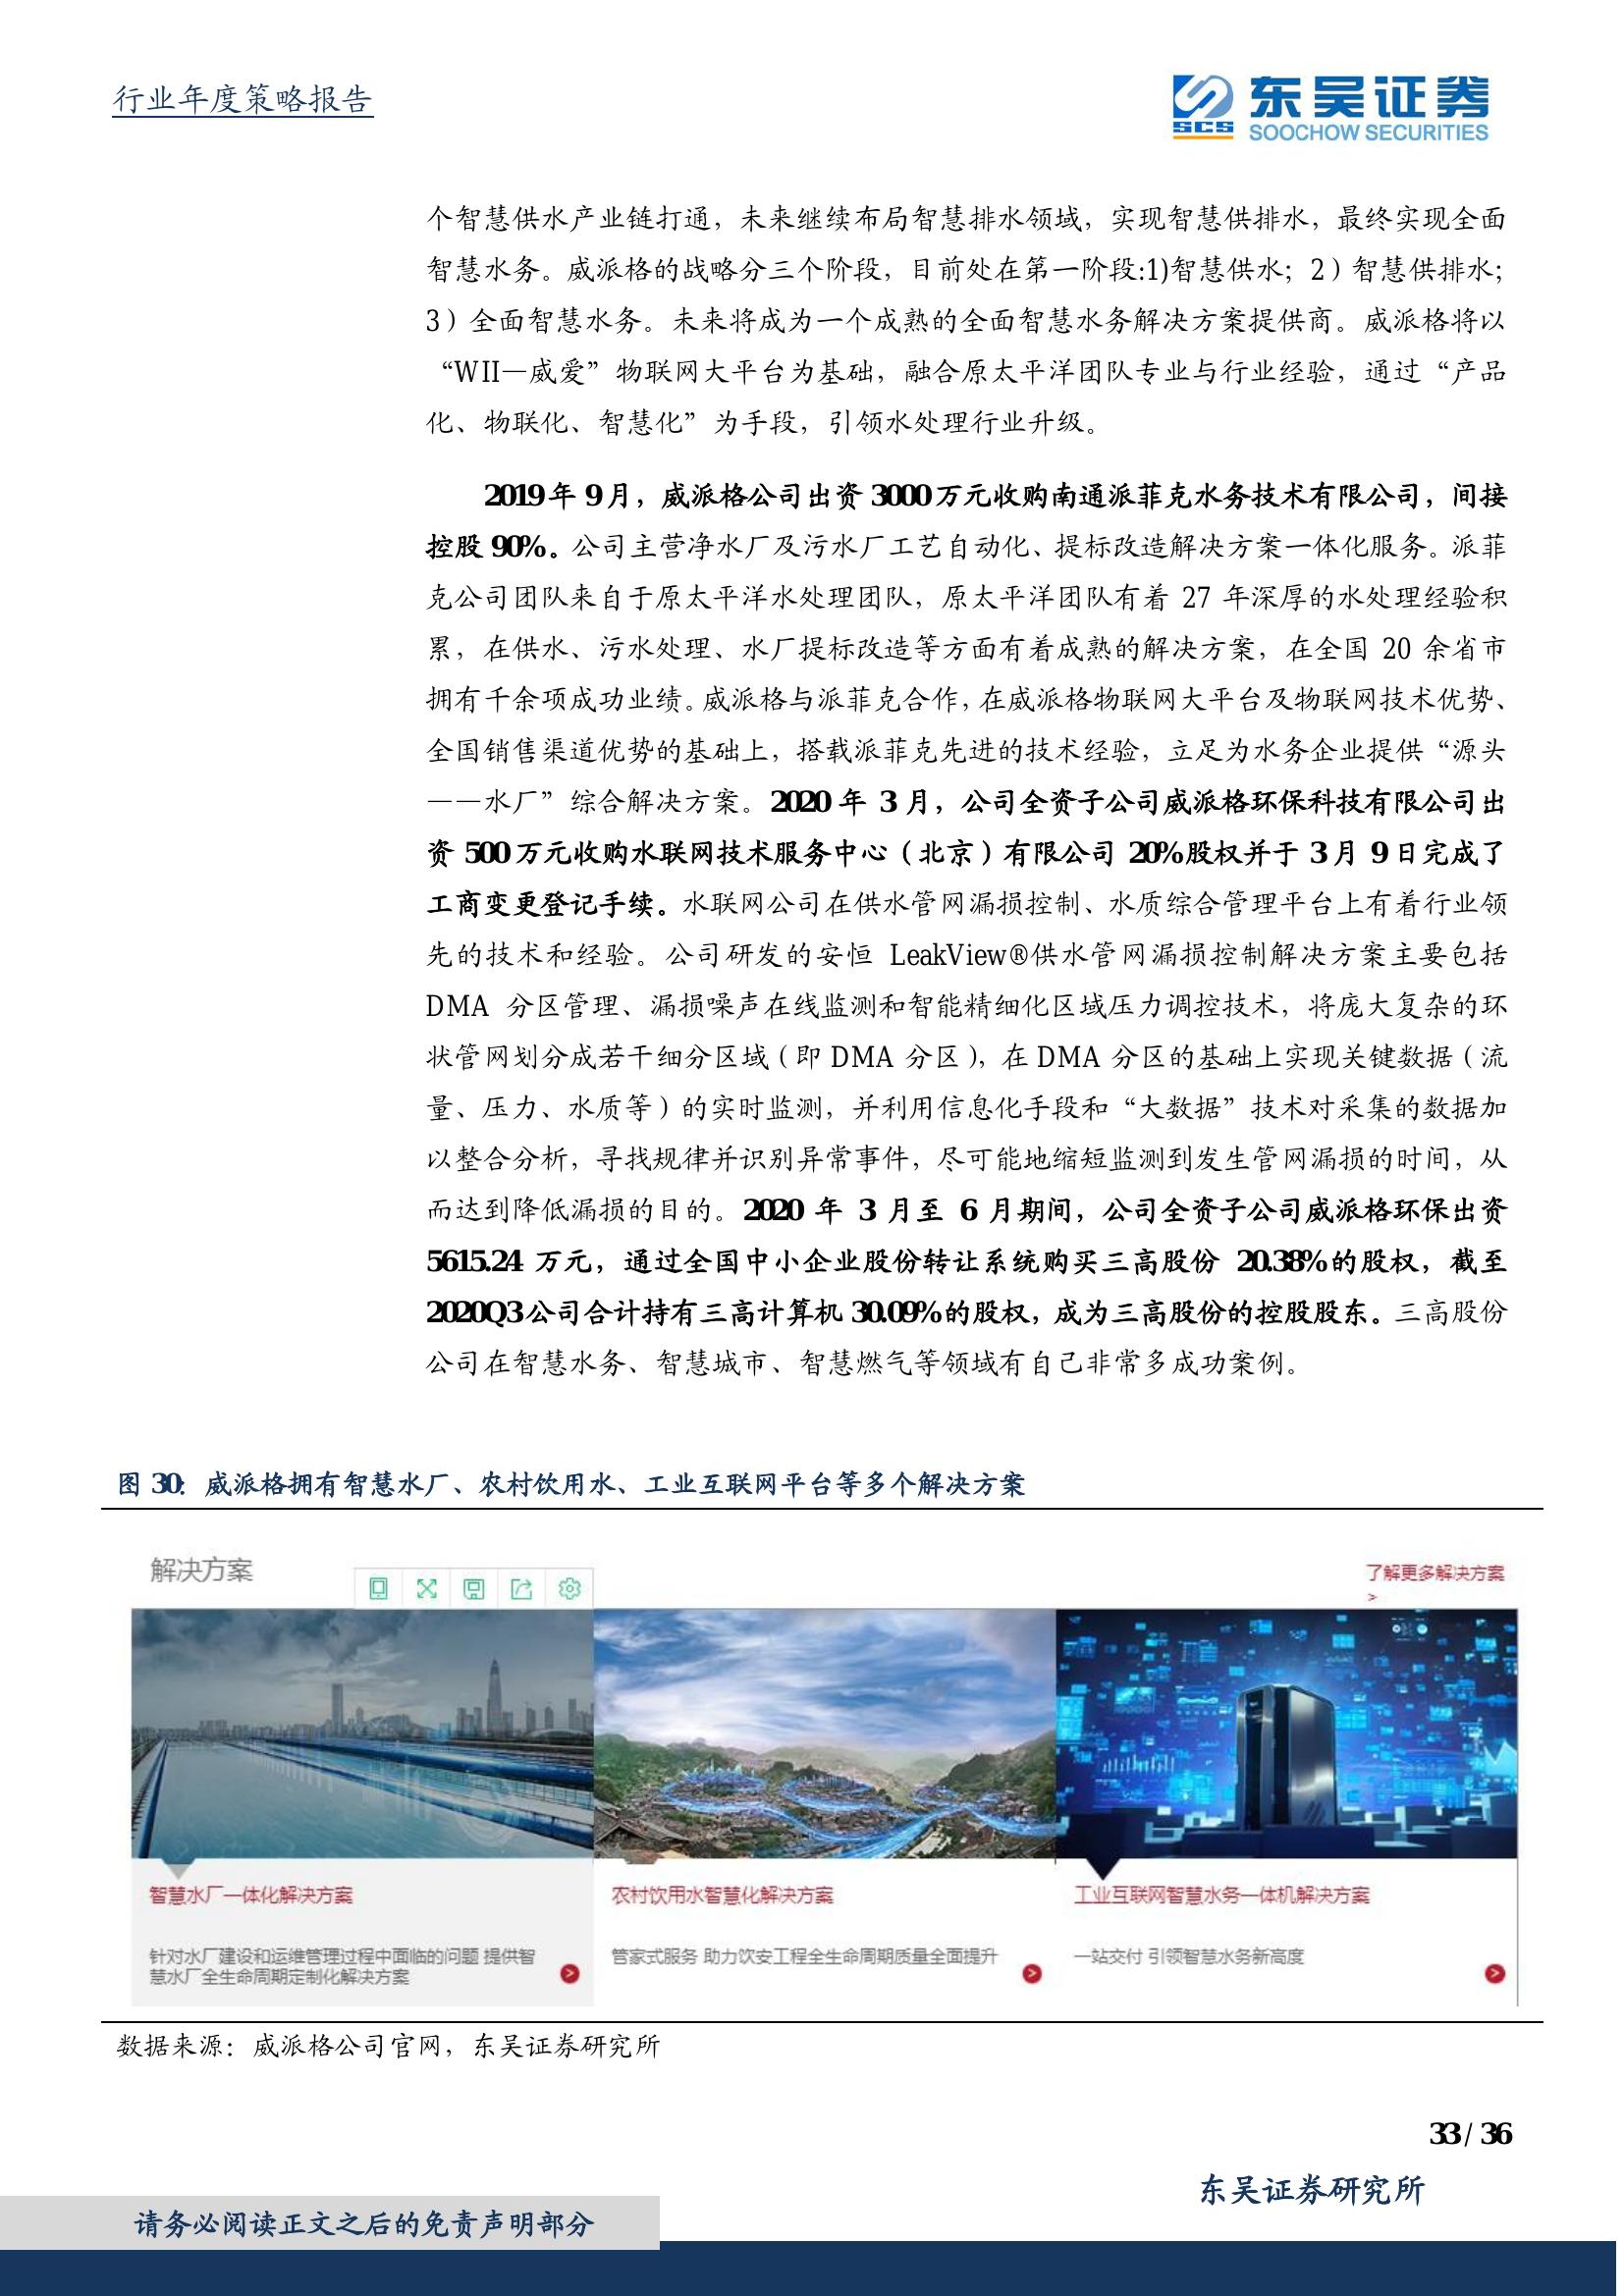 行业年度策略报告
SCS
东吴证券
SOOCHOW SECURITIES
个智慧供水产业链打通，未来继续布局智慧排水领域，实现智慧供排水，最终实现全面
智慧水务。威派格的战略分三个阶段，目前处在第一阶段:1)智慧供水；2）智慧供排水；
3）全面智慧水务。未来将成为一个成熟的全面智慧水务解决方案提供商。威派格将以
“WII—威爱”物联网大平台为基础，融合原太平洋团队专业与行业经验，通过“产品
化、物联化、智慧化”为手段，引领水处理行业升级。
2019年9月，威派格公司出资3000万元收购南通派菲克水务技术有限公司，间接
控股90%。公司主营净水厂及污水厂工艺自动化、提标改造解决方案一体化服务。派菲
克公司团队来自于原太平洋水处理团队，原太平洋团队有着 27 年深厚的水处理经验积
累，在供水、污水处理、水厂提标改造等方面有着成熟的解决方案，在全国 20 余省市
拥有千余项成功业绩。威派格与派菲克合作，在威派格物联网大平台及物联网技术优势、
全国销售渠道优势的基础上，搭载派菲克先进的技术经验，立足为水务企业提供“源头
——水厂”综合解决方案。2020 年 3 月，公司全资子公司威派格环保科技有限公司出
资 500万元收购水联网技术服务中心（北京）有限公司 20%股权并于 3月 9日完成了
工商变更登记手续。水联网公司在供水管网漏损控制、水质综合管理平台上有着行业领
先的技术和经验。公司研发的安恒 LeakView®供水管网漏损控制解决方案主要包括
DMA 分区管理、漏损噪声在线监测和智能精细化区域压力调控技术，将庞大复杂的环
状管网划分成若干细分区域（即 DMA 分区），在 DMA 分区的基础上实现关键数据（流
量、压力、水质等）的实时监测，并利用信息化手段和“大数据”技术对采集的数据加
以整合分析，寻找规律并识别异常事件，尽可能地缩短监测到发生管网漏损的时间，从
而达到降低漏损的目的。2020 年 3 月至 6 月期间，公司全资子公司威派格环保出资
5615.24 万元，通过全国中小企业股份转让系统购买三高股份 20.38%的股权，截至
2020Q3公司合计持有三高计算机30.09%的股权，成为三高股份的控股股东。三高股份
公司在智慧水务、智慧城市、智慧燃气等领域有自己非常多成功案例。
图 30：威派格拥有智慧水厂、农村饮用水、工业互联网平台等多个解决方案
解决方案
了解更多解决方案
>
智慧水厂一体化解决方案
农村饮用水智慧化解决方案
工业互联网智慧水务一体机解决方案
针对水厂建设和运维管理过程中面临的问题 提供智
慧水厂全生命周期定制化解决方案
管家式服务 助力饮安工程全生命周期质量全面提升
一站交付 引领智慧水务新高度
数据来源：威派格公司官网，东吴证券研究所
33 / 36
东吴证券研究所
请务必阅读正文之后的免责声明部分